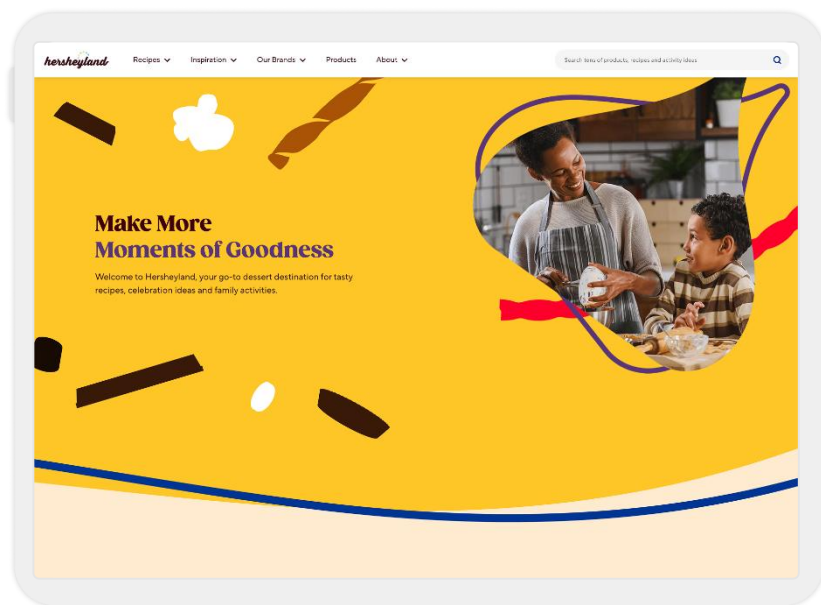 hersheyland Recipes Inspiration Our Brands Products About Search tons of products, recipes and activity ideas
Make More
Moments of Goodness
Welcome to Hersheyland, your go-to dessert destination for tasty
recipes, celebration ideas and family activities.